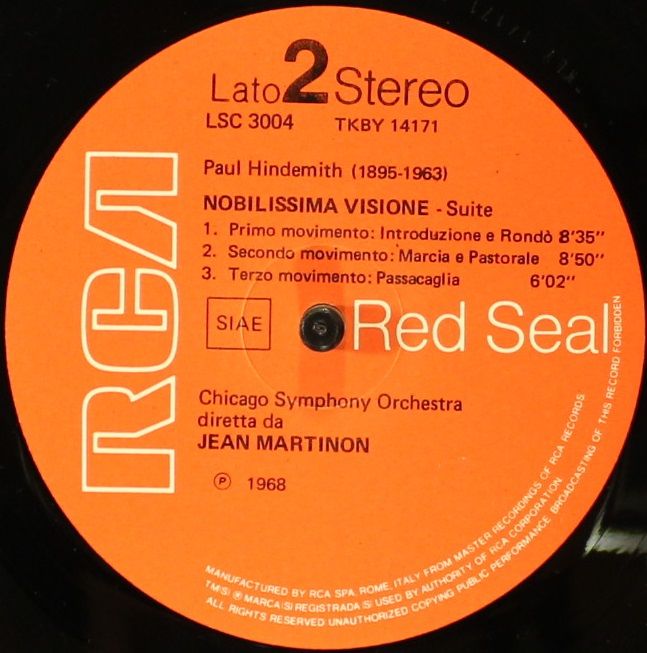 Lato 2 Stereo
LSC 3004 TKBY 14171
Paul Hindemith (1895-1963)
NOBILISSIMA VISIONE - Suite
1. Primo movimento: Introduzione e Rondò 8'35"
2. Secondo movimento: Marcia e Pastorale 8'50"
3. Terzo movimento: Passacaglia 6'02"
SIAE
Red Seal
RCA
Chicago Symphony Orchestra
diretta da
JEAN MARTINON
Ⓟ 1968
MANUFACTURED BY RCA SPA, ROME, ITALY FROM MASTER RECORDINGS OF RCA RECORDS
TM(S) ® MARCA(S) REGISTRADA(S) USED BY AUTHORITY OF RCA CORPORATION
ALL RIGHTS RESERVED UNAUTHORIZED COPYING PUBLIC PERFORMANCE BROADCASTING OF THIS RECORD FORBIDDEN